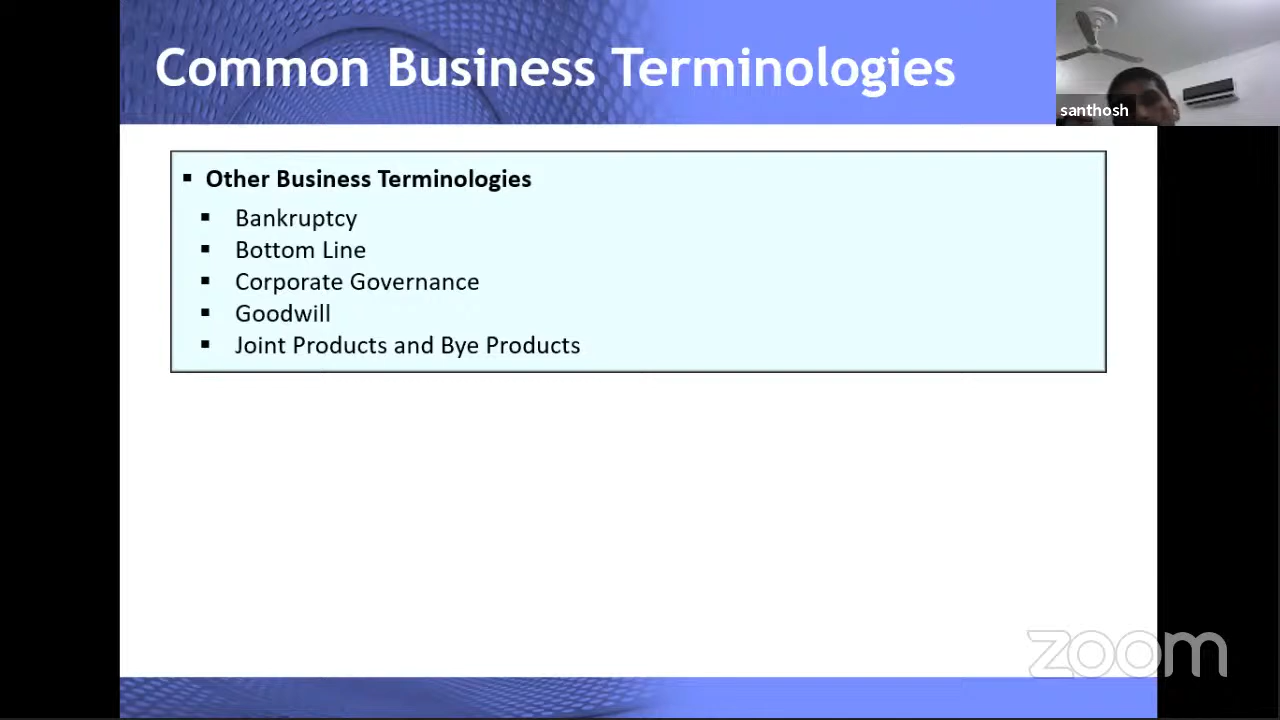 Common Business Terminologies
santhosh
▪ Other Business Terminologies
▪ Bankruptcy
▪ Bottom Line
▪ Corporate Governance
▪ Goodwill
▪ Joint Products and Bye Products
zoom